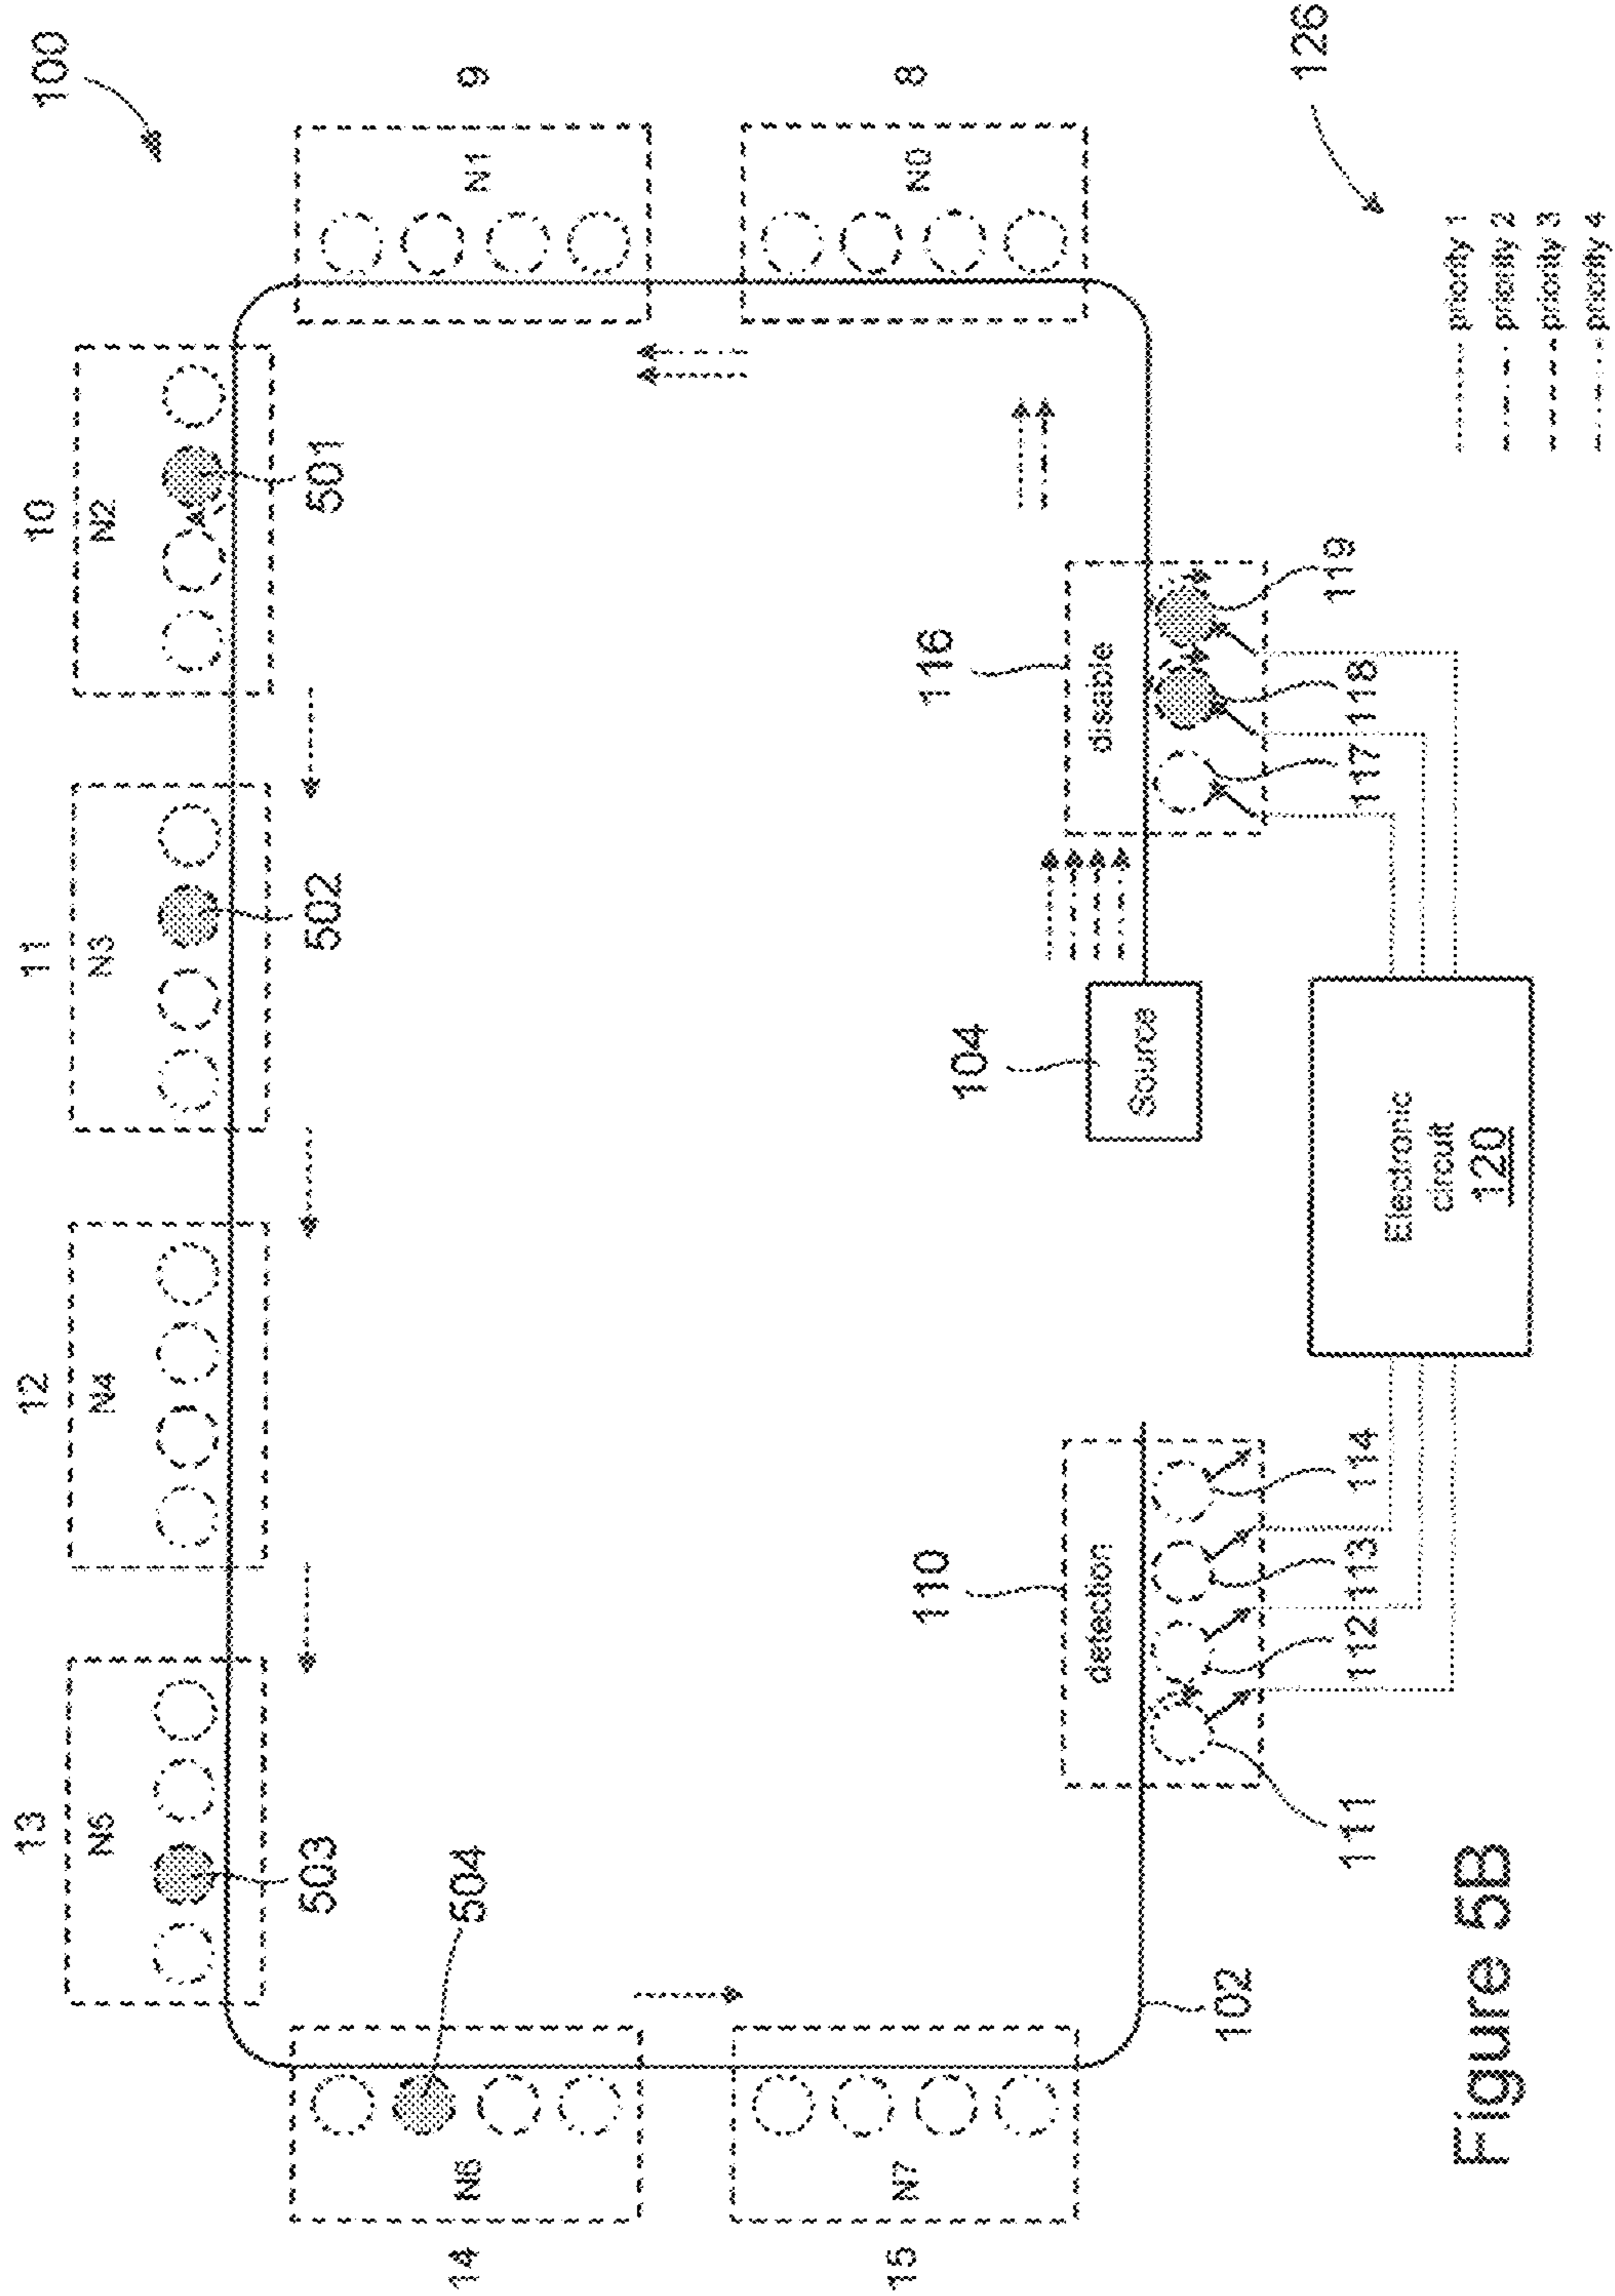 100
10
11
12
13
N2
N3
N4
N5
501
502
503
504
9
N1
8
N0
14
N6
15
N7
116
disable
119
118
117
104
Source
110
detection
114
113
112
111
102
Electronic
circuit
120
126
priority 1
priority 2
priority 3
priority 4
Figure 5B